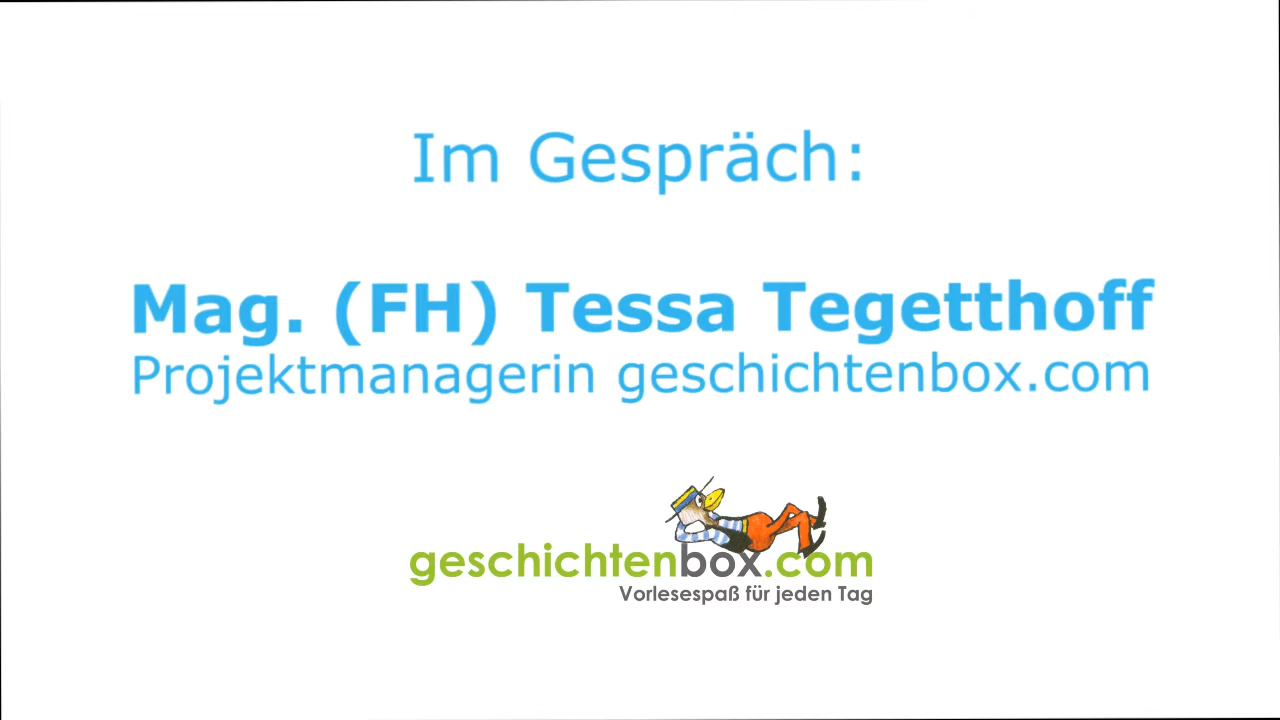 Im Gespräch:
Mag. (FH) Tessa Tegetthoff
Projektmanagerin geschichtenbox.com
geschichtenbox.com
Vorlesespaß für jeden Tag